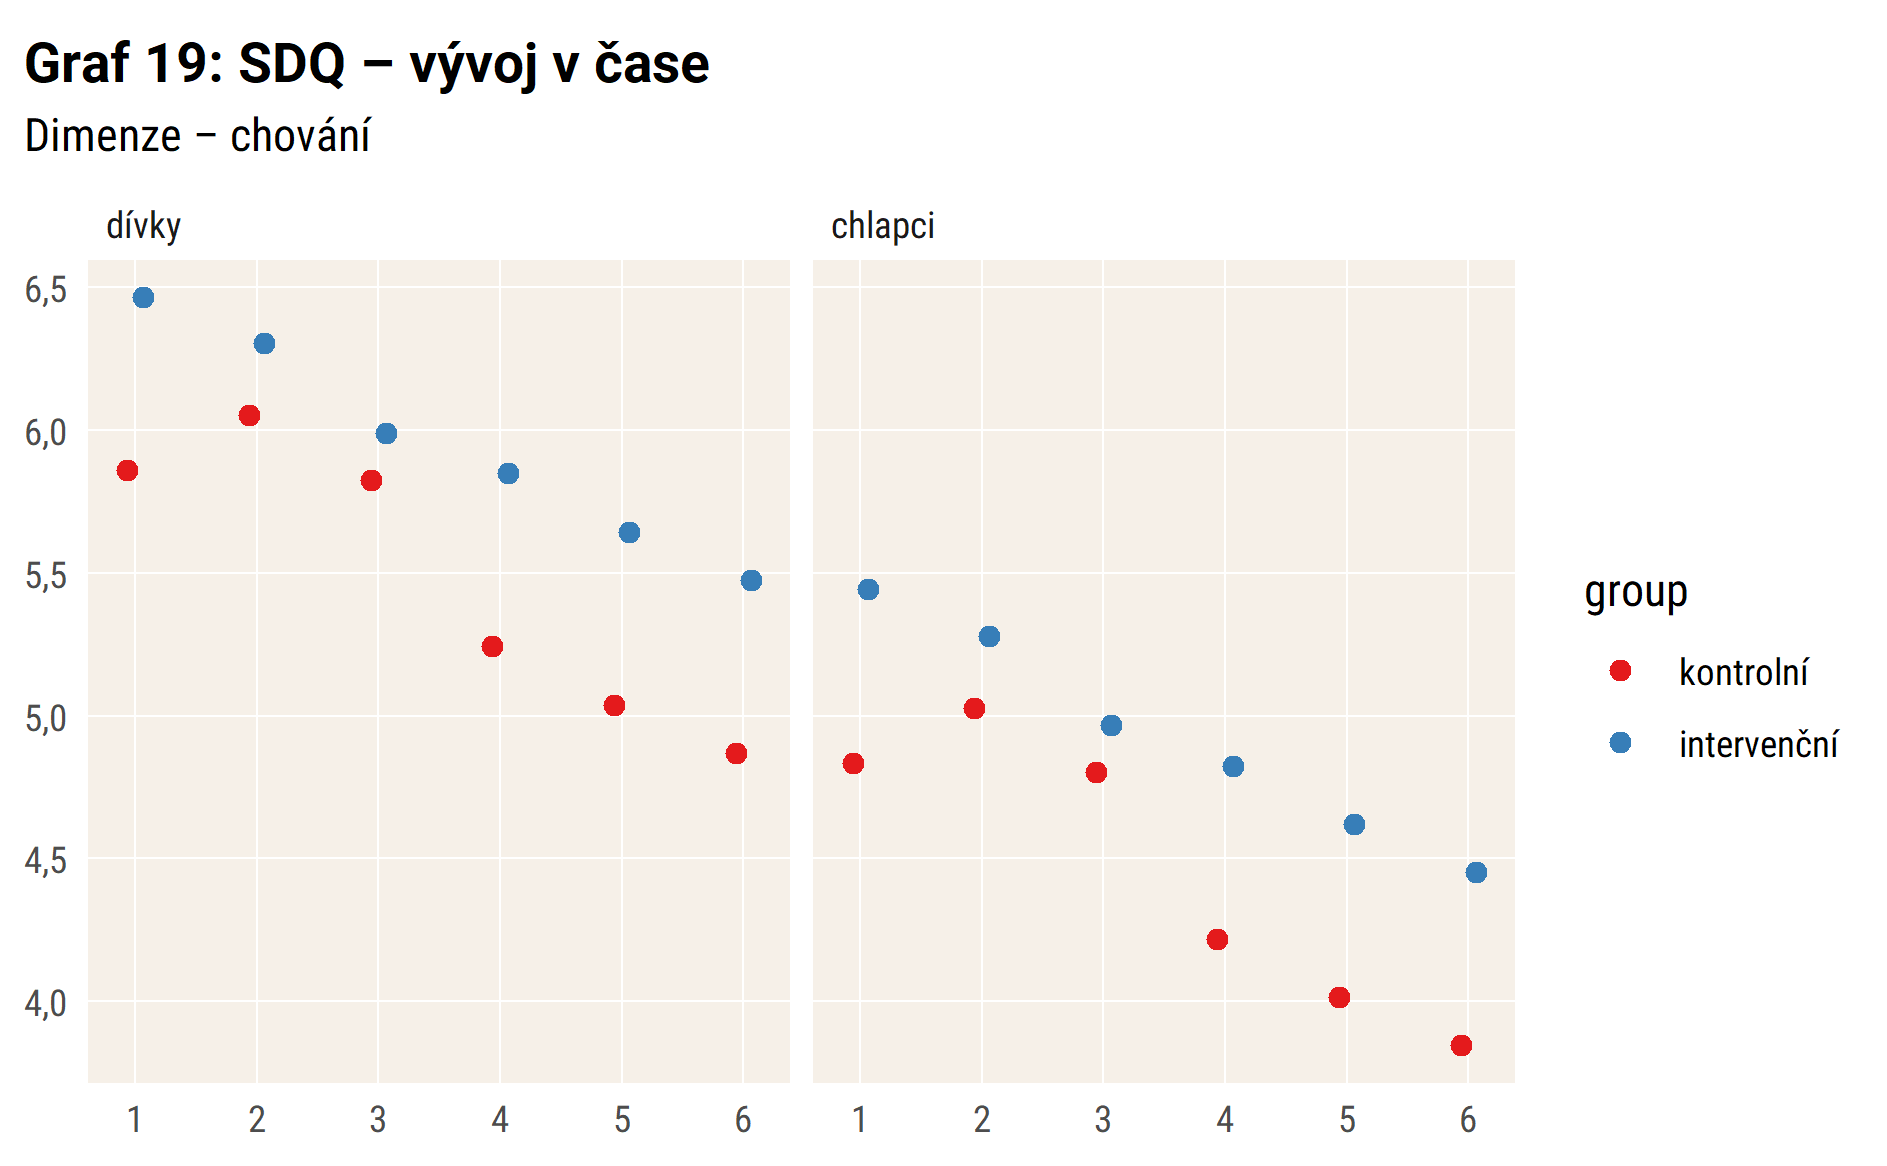 Graf 19: SDQ – vývoj v čase
Dimenze – chování
dívky
chlapci
6,5
6,0
5,5
5,0
4,5
4,0
1 2 3 4 5 6
1 2 3 4 5 6
group
kontrolní
intervenční